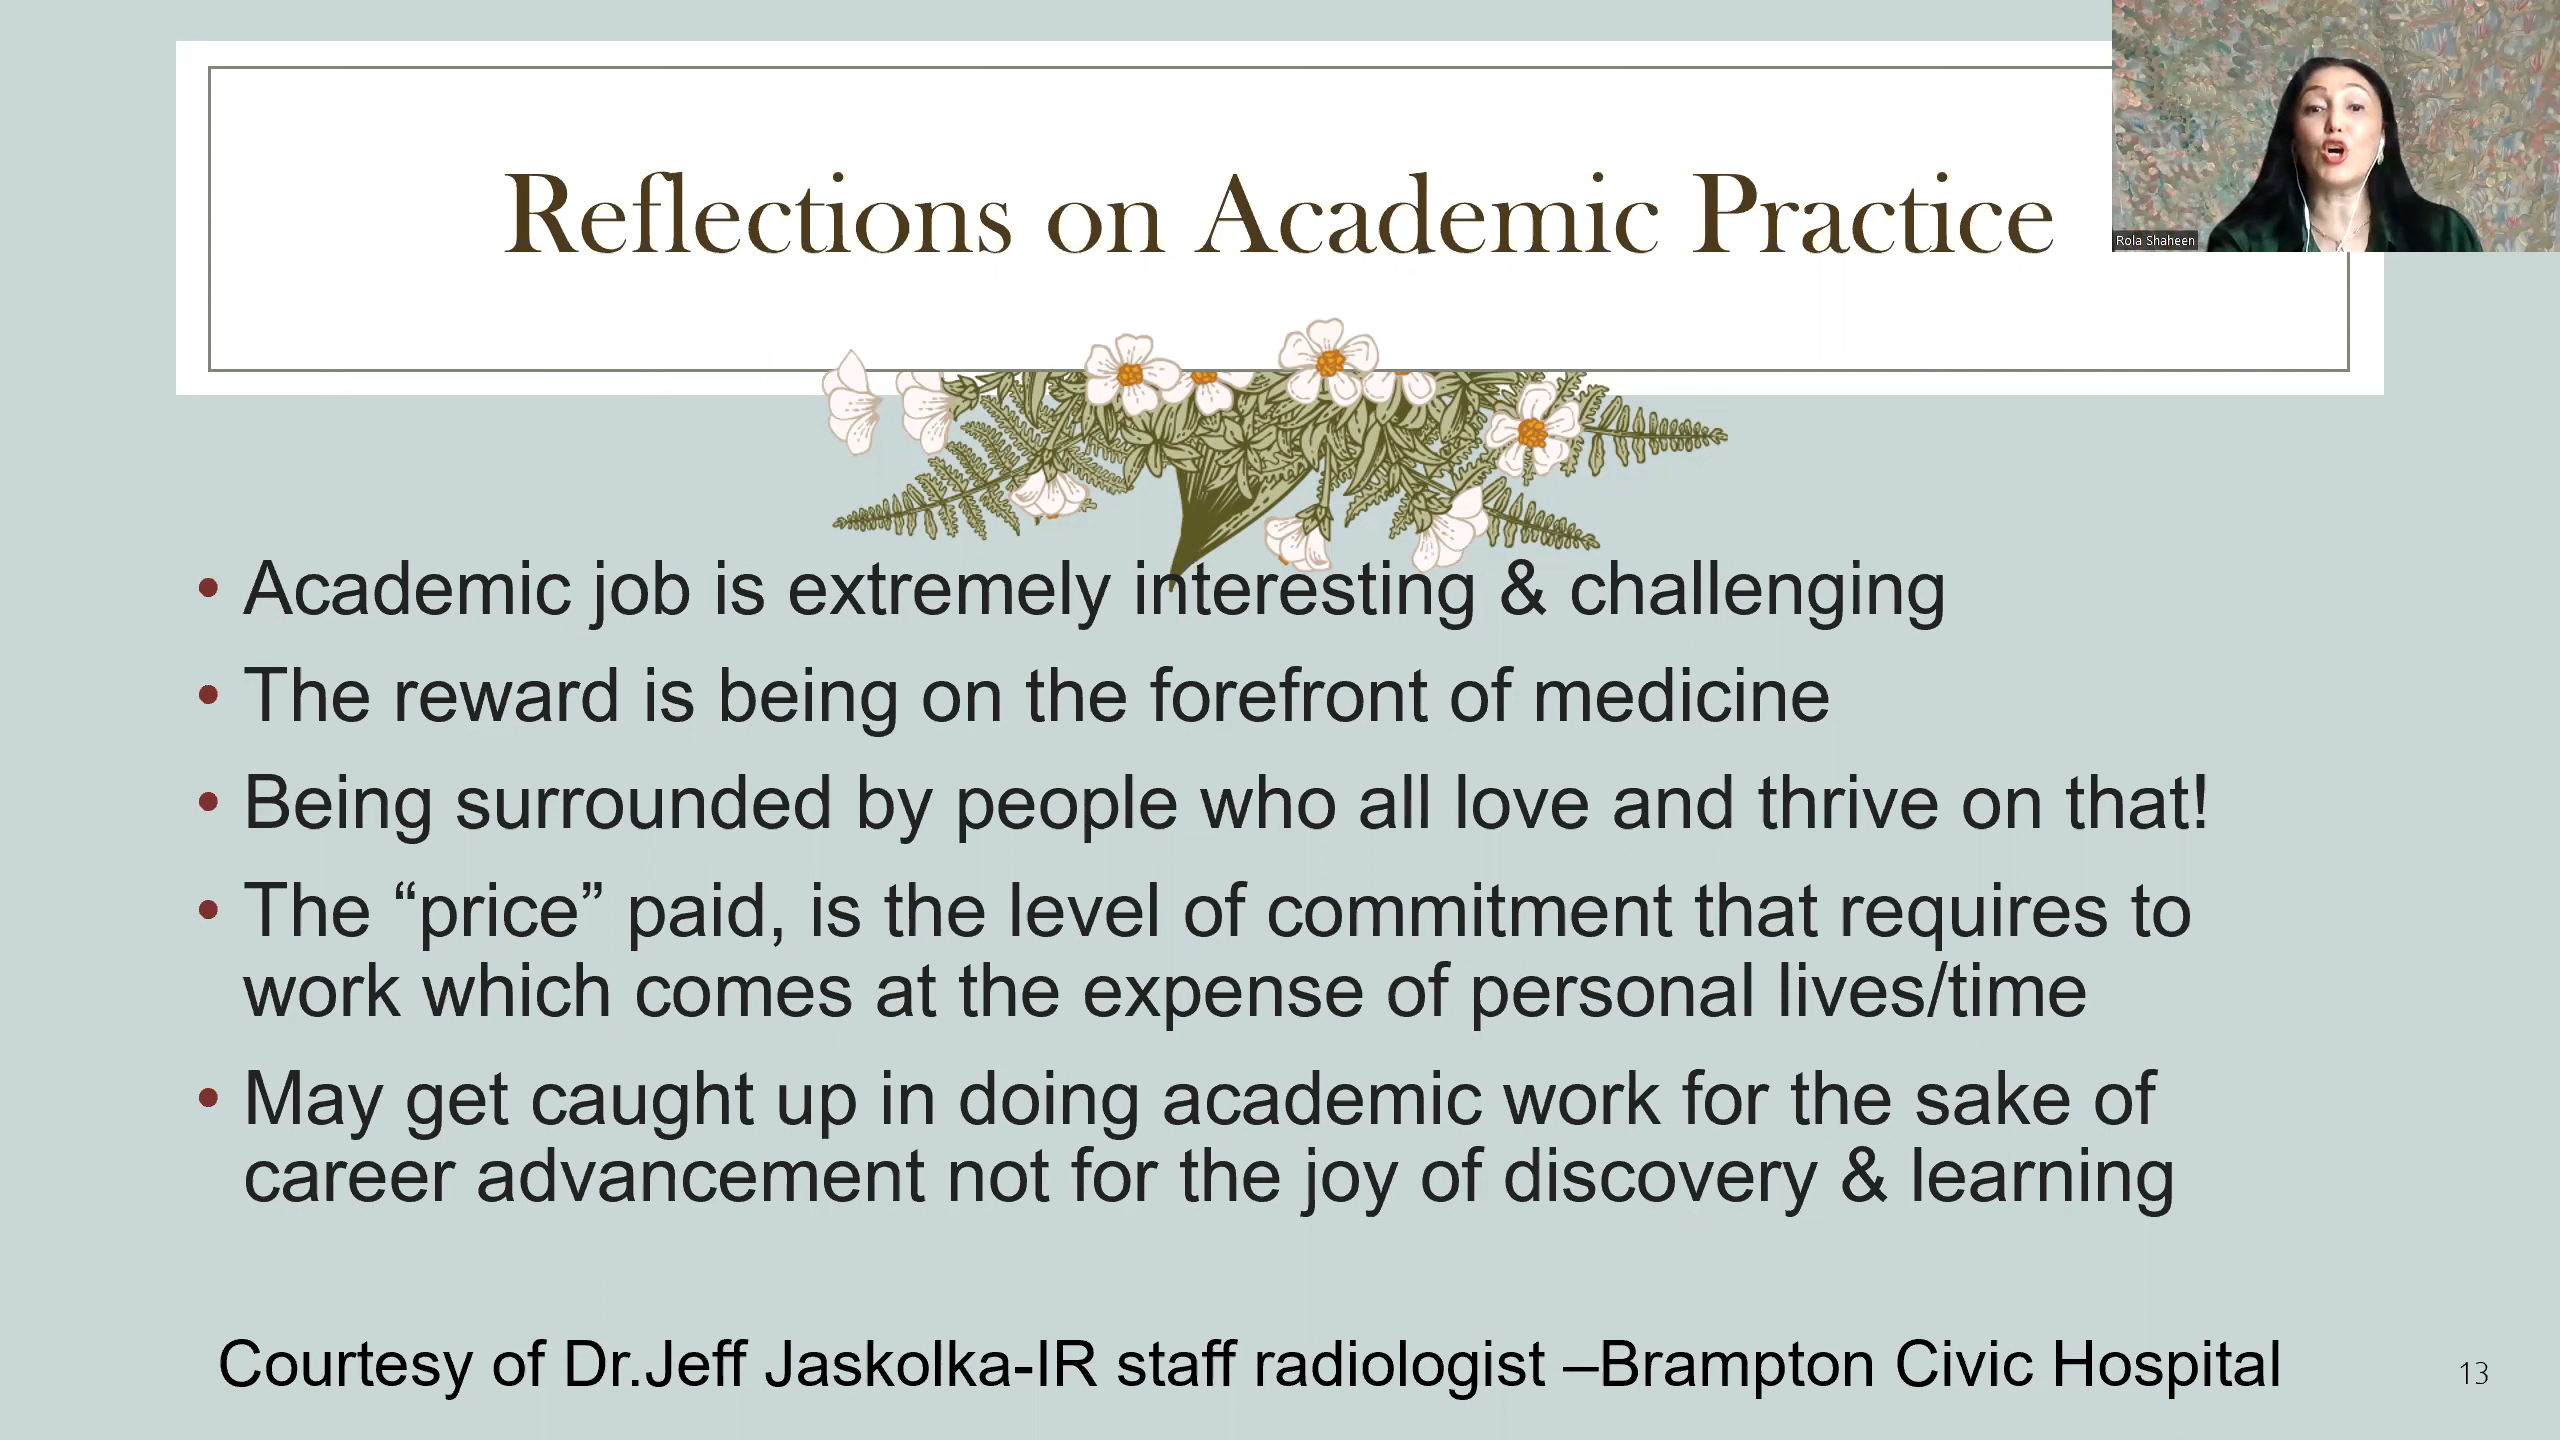 Reflections on Academic Practice
Rola Shaheen
• Academic job is extremely interesting & challenging
• The reward is being on the forefront of medicine
• Being surrounded by people who all love and thrive on that!
• The “price” paid, is the level of commitment that requires to
work which comes at the expense of personal lives/time
• May get caught up in doing academic work for the sake of
career advancement not for the joy of discovery & learning
Courtesy of Dr.Jeff Jaskolka-IR staff radiologist –Brampton Civic Hospital
13